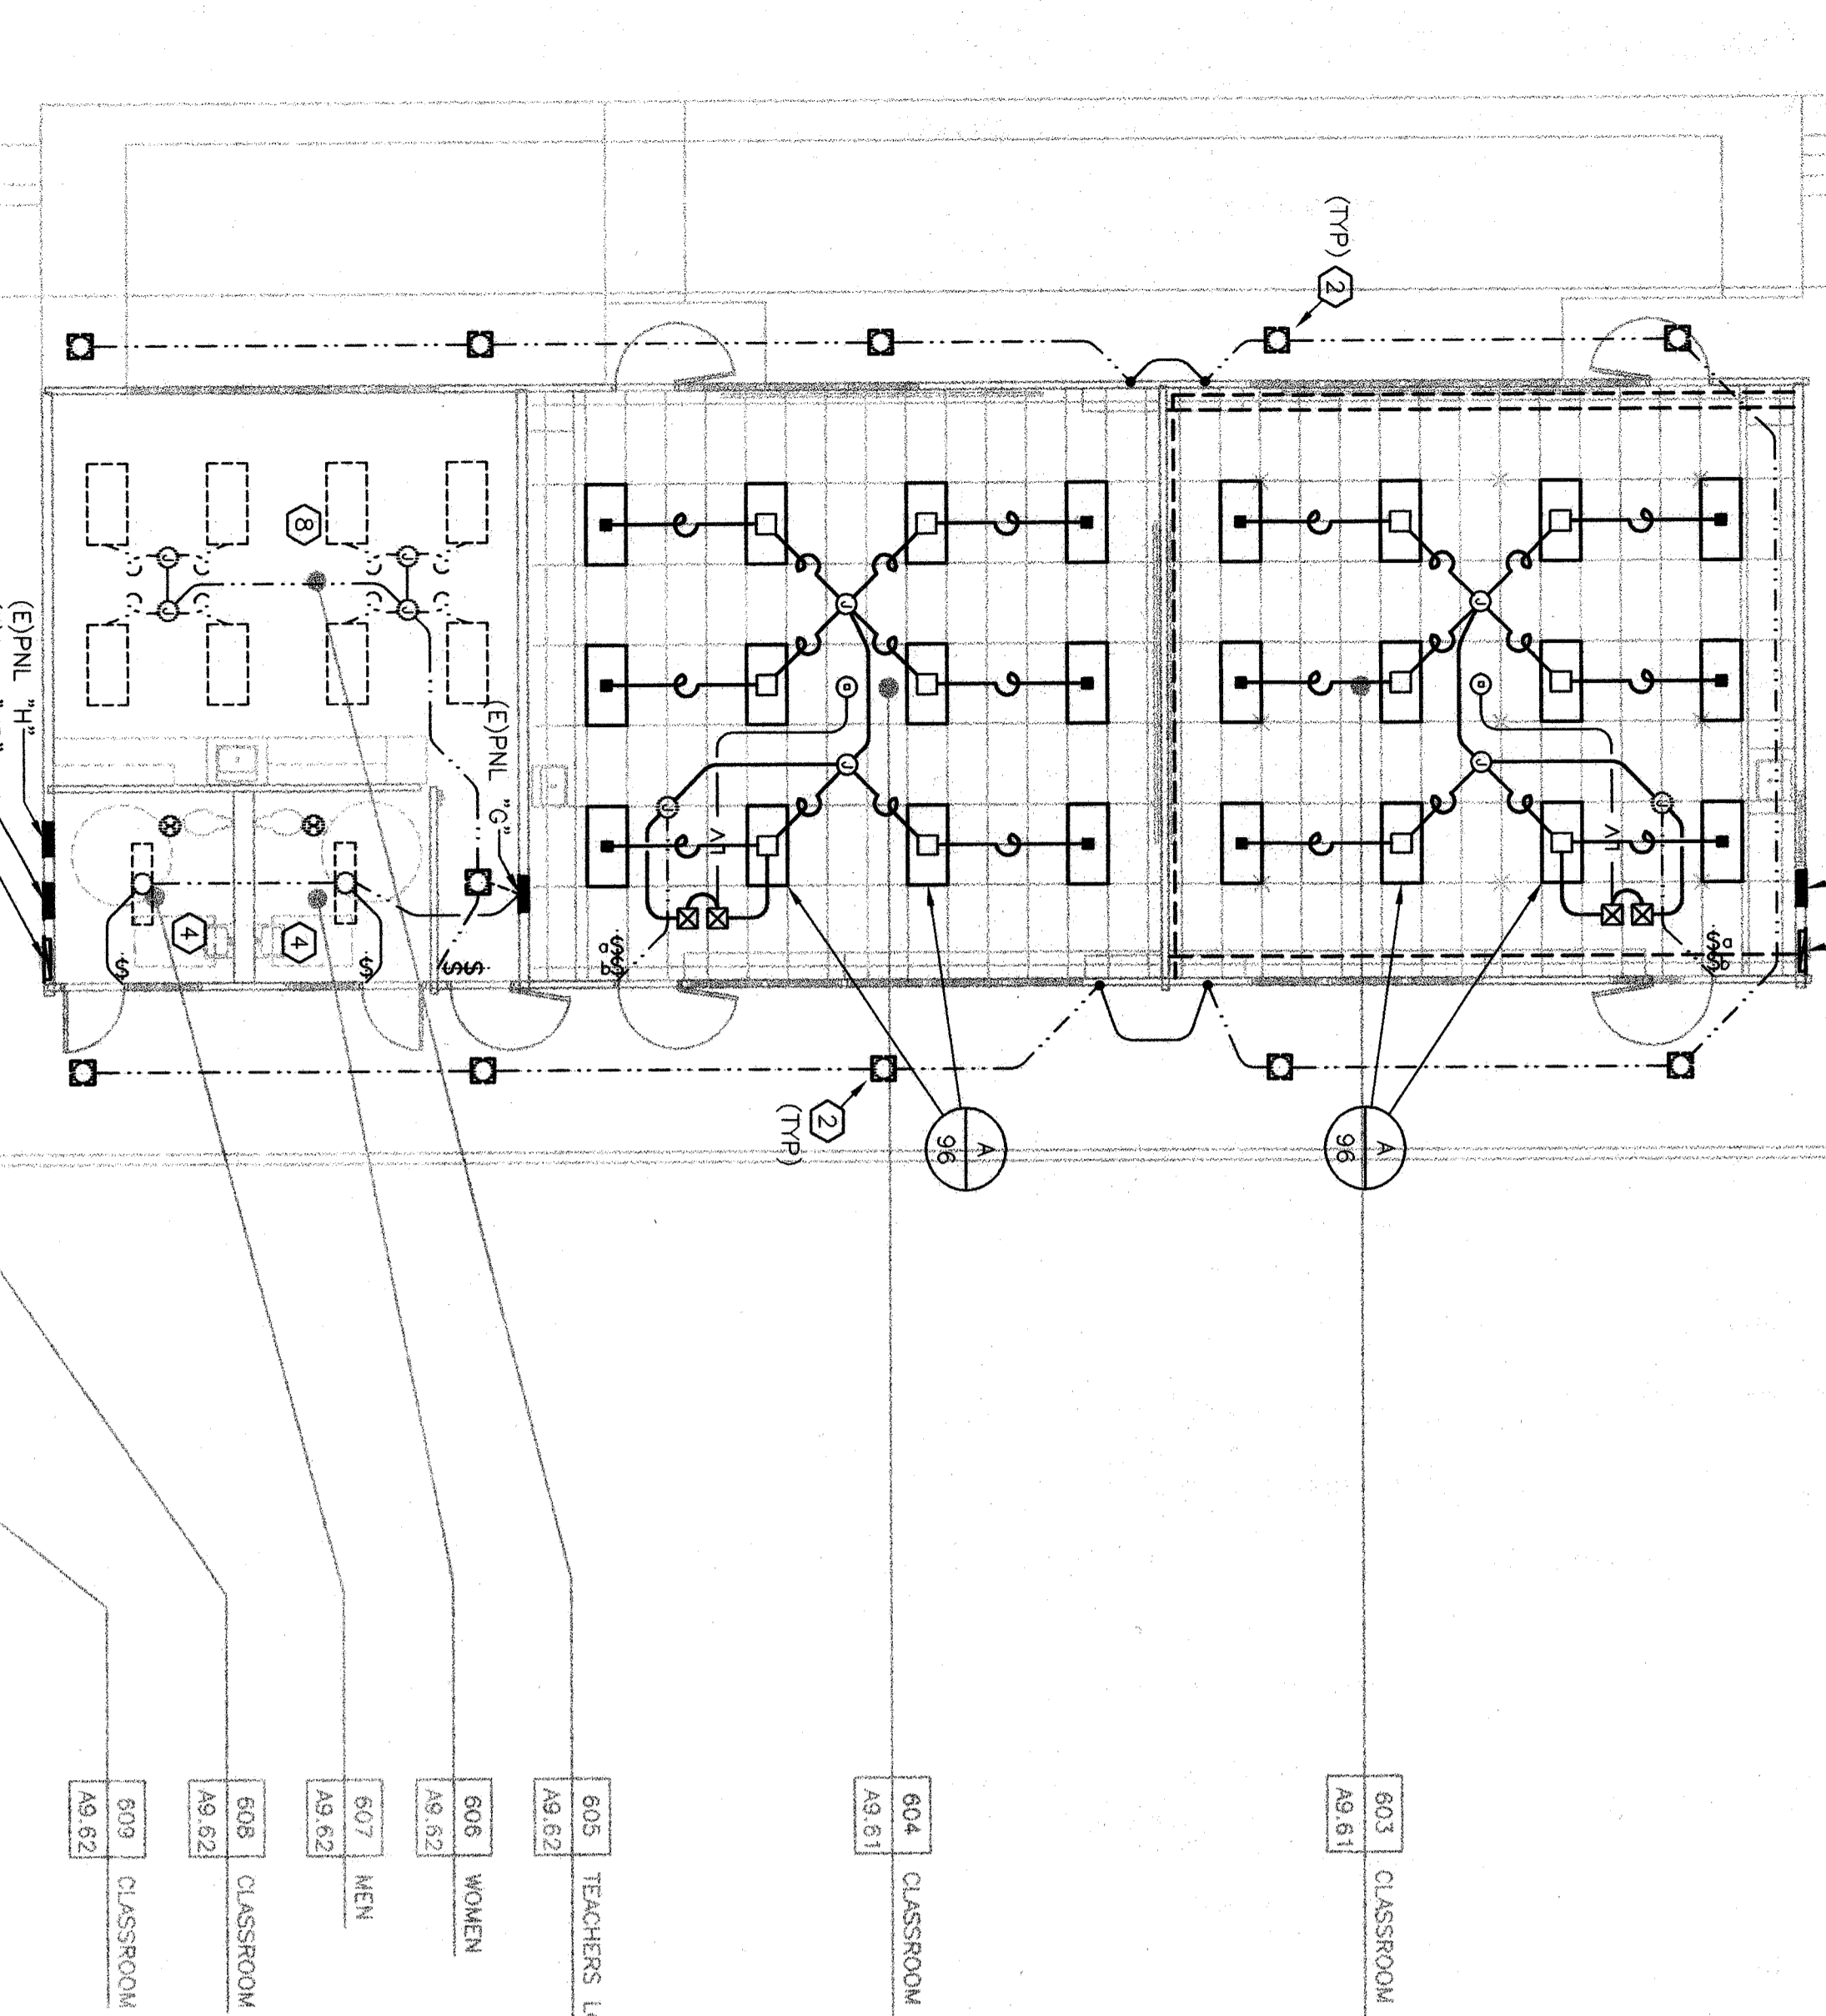 (TYP)
2
8
J
J
J
J
J
J
J
J
J
J
(E)PNL "H"
(E)PNL "G"
LV
LV
4
4
$
$
$$
a
b
$$$
$$
a
b
2
(TYP)
A
96
A
96
603
A9.61
CLASSROOM
604
A9.61
CLASSROOM
605
A9.62
TEACHERS
606
A9.62
WOMEN
607
A9.62
MEN
608
A9.62
CLASSROOM
609
A9.62
CLASSROOM